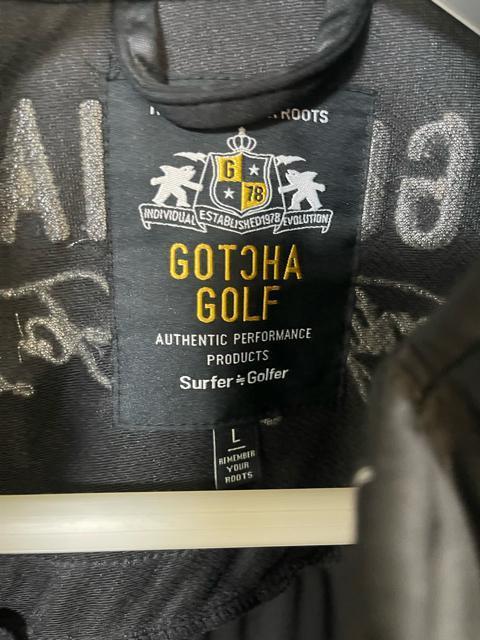 ROOTS
G
78
INDIVIDUAL ESTABLISHED1978 EVOLUTION
GOTCHA
GOLF
AUTHENTIC PERFORMANCE
PRODUCTS
Surfer≒Golfer
L
REMEMBER
YOUR
ROOTS